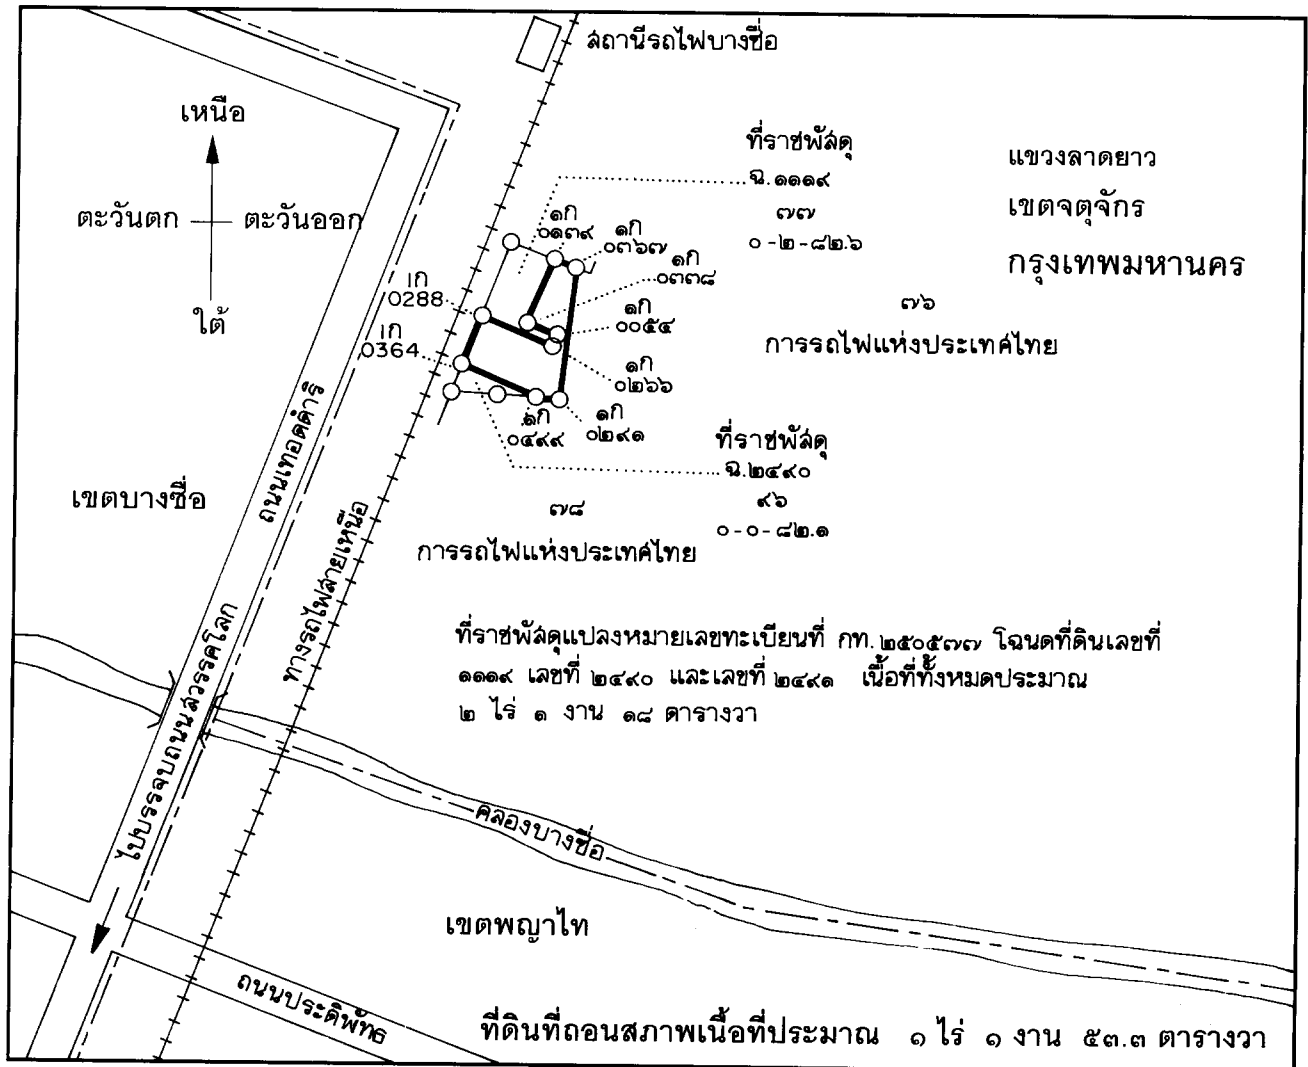 สถานีรถไฟบางซื่อ
เหนือ
ตะวันตก
ตะวันออก
ใต้
ที่ราชพัสดุ
ฉ.๑๑๑๙
๗๗
๐-๒-๘๒.๖
แขวงลาดยาว
เขตจตุจักร
กรุงเทพมหานคร
๑ก
๐๑๓๙
๑ก
๐๓๖๗
๑ก
๐๓๓๘
1ก
0288
๑ก
๐๐๕๔
1ก
0364
๗๖
การรถไฟแห่งประเทศไทย
๑ก
๐๒๖๖
๑ก
๐๔๙๙
๑ก
๐๒๙๑
ที่ราชพัสดุ
ฉ.๒๔๙๐
๙๖
๐-๐-๘๒.๑
เขตบางซื่อ
ถนนเทอดดำริ
ทางรถไฟสายเหนือ
๗๘
การรถไฟแห่งประเทศไทย
ที่ราชพัสดุแปลงหมายเลขทะเบียนที่ กท.๒๕๐๕๗๗ โฉนดที่ดินเลขที่
๑๑๑๙ เลขที่ ๒๔๙๐ และเลขที่ ๒๔๙๑ เนื้อที่ทั้งหมดประมาณ
๒ ไร่ ๑ งาน ๑๘ ตารางวา
ไปบรรจบถนนสวรรคโลก
คลองบางซื่อ
เขตพญาไท
ถนนประดิพัทธ
ที่ดินที่ถอนสภาพเนื้อที่ประมาณ ๑ ไร่ ๑ งาน ๕๓.๓ ตารางวา